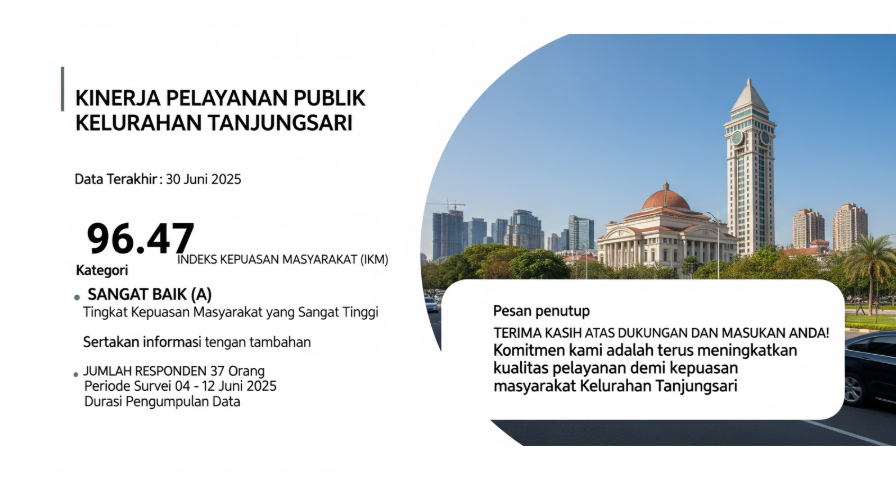 KINERJA PELAYANAN PUBLIK
KELURAHAN TANJUNGSARI
Data Terakhir : 30 Juni 2025
96.47
INDEKS KEPUASAN MASYARAKAT (IKM)
Kategori
SANGAT BAIK (A)
Tingkat Kepuasan Masyarakat yang Sangat Tinggi
Sertakan informasi tengan tambahan
JUMLAH RESPONDEN 37 Orang
Periode Survei 04 - 12 Juni 2025
Durasi Pengumpulan Data
Pesan penutup
TERIMA KASIH ATAS DUKUNGAN DAN MASUKAN ANDA!
Komitmen kami adalah terus meningkatkan
kualitas pelayanan demi kepuasan
masyarakat Kelurahan Tanjungsari